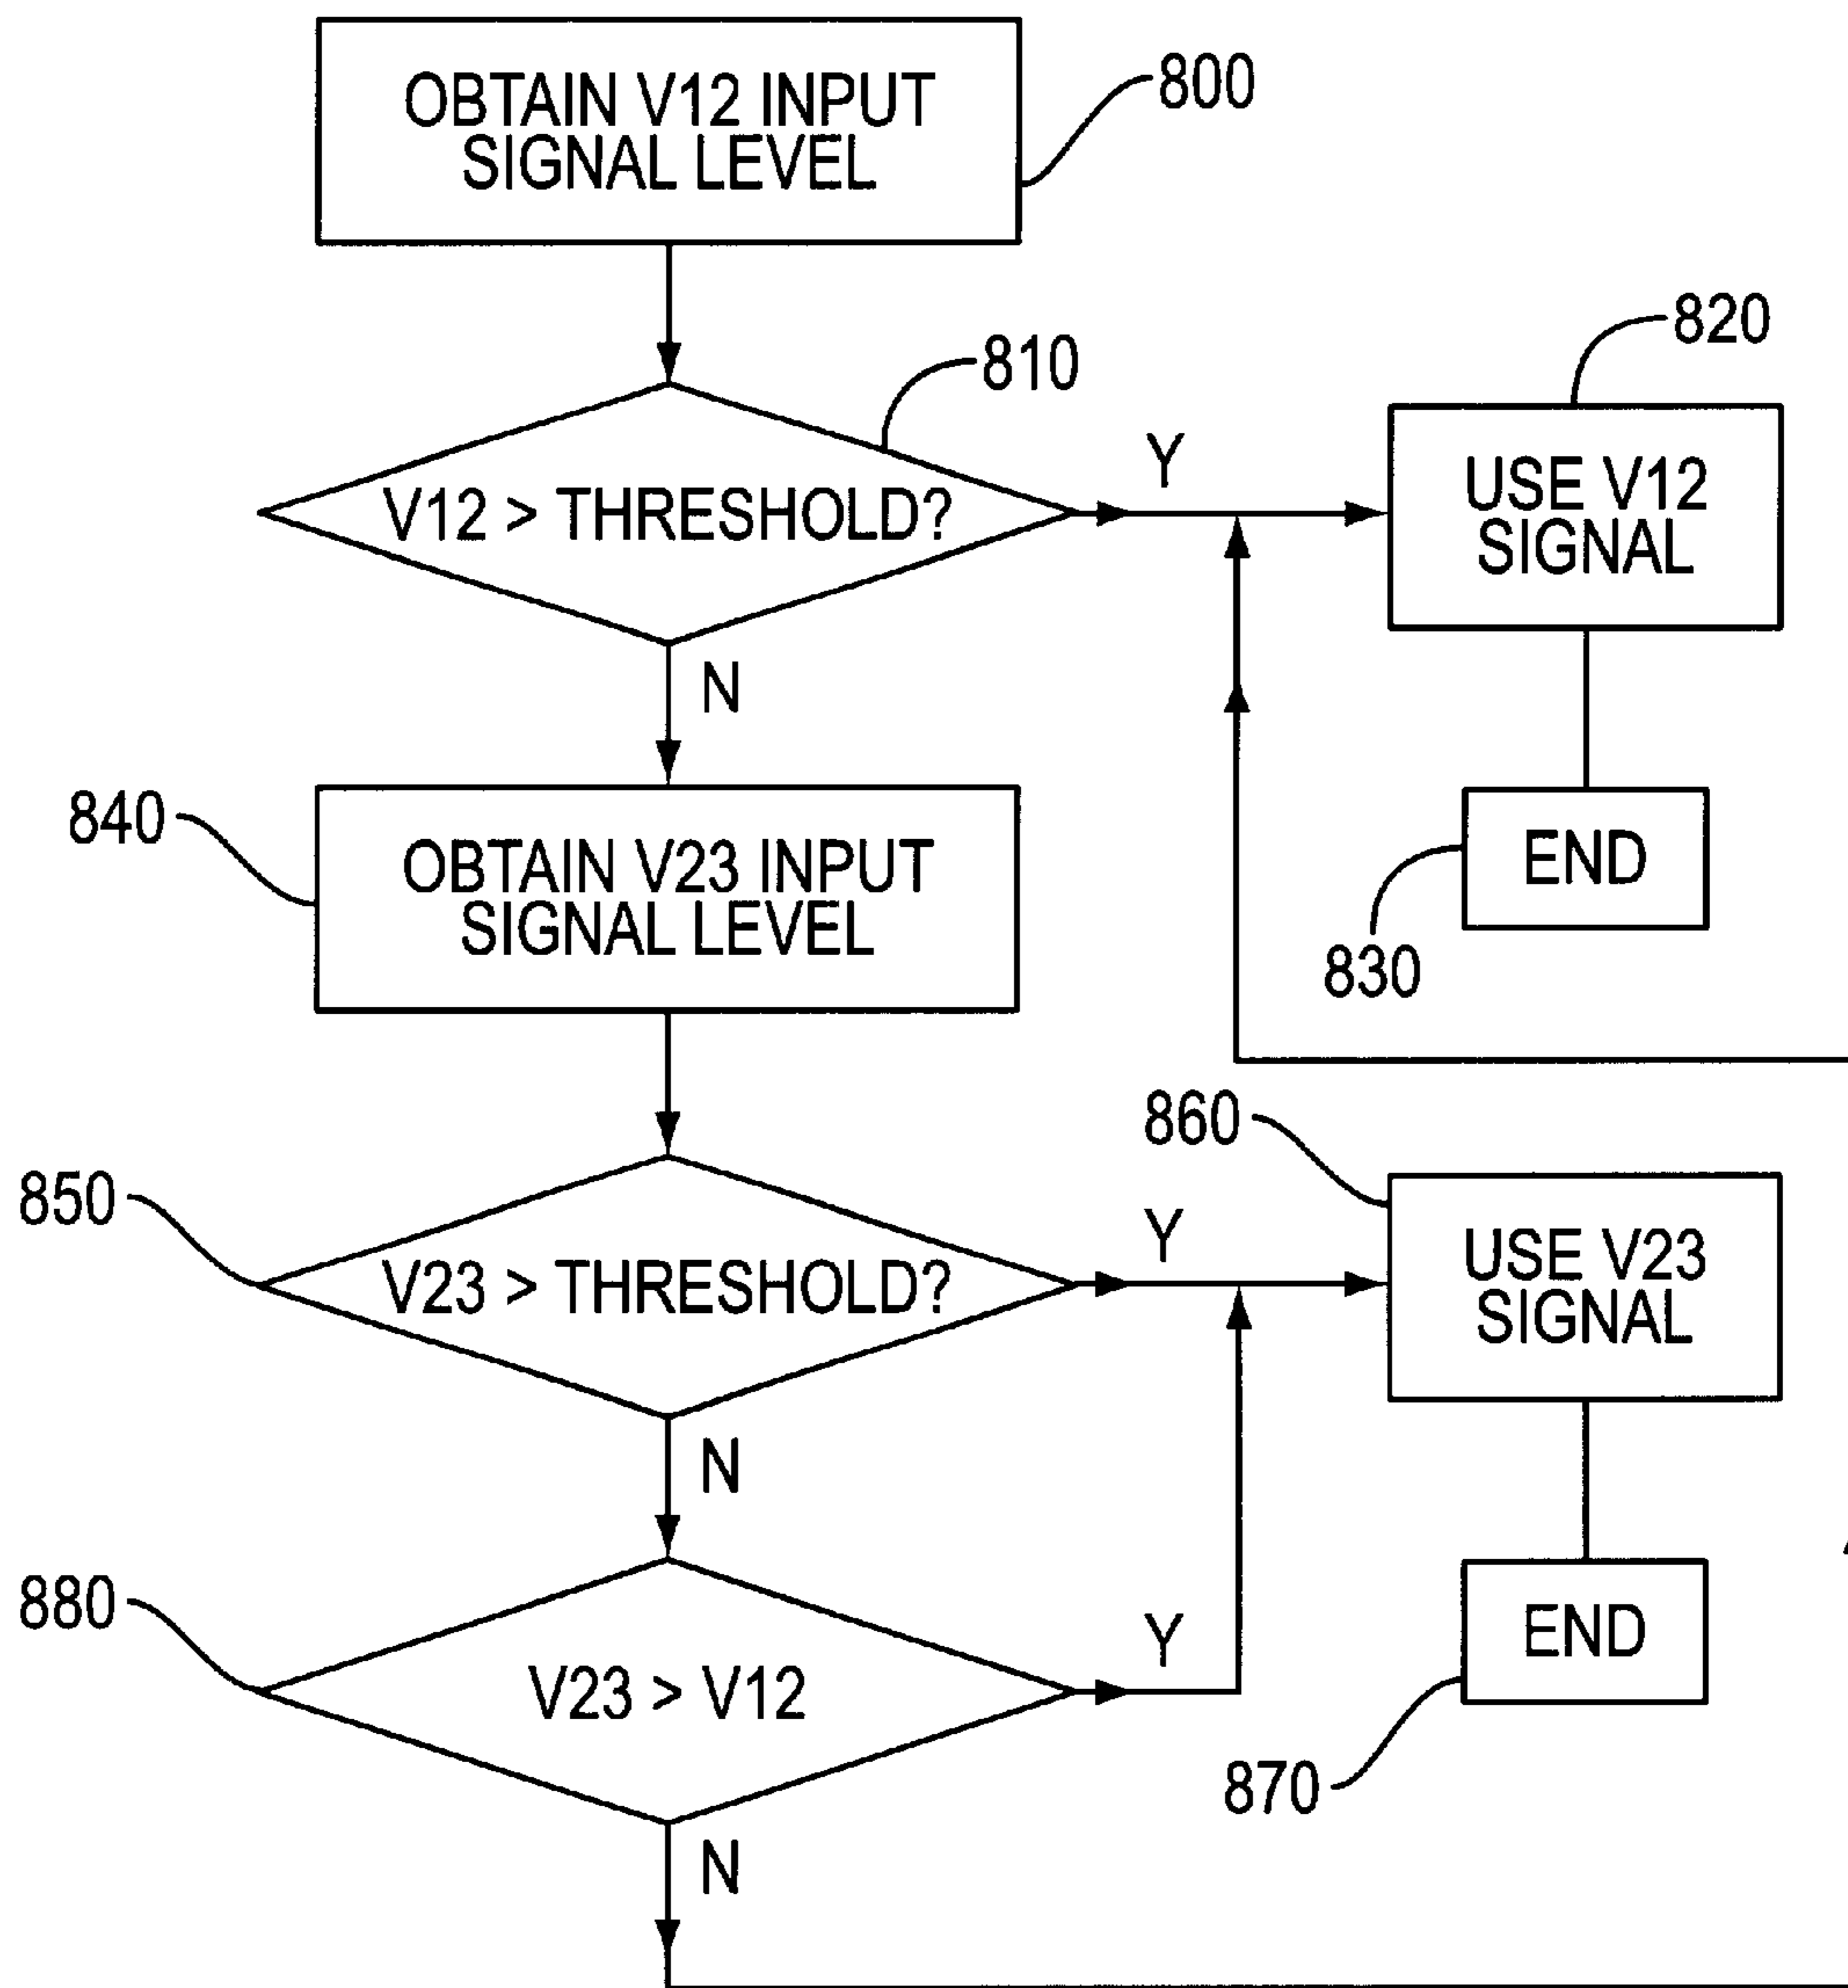 OBTAIN V12 INPUT
SIGNAL LEVEL
800
810
V12 > THRESHOLD?
Y
820
USE V12
SIGNAL
N
END
830
840
OBTAIN V23 INPUT
SIGNAL LEVEL
850
V23 > THRESHOLD?
Y
860
USE V23
SIGNAL
N
END
870
880
V23 > V12
Y
N